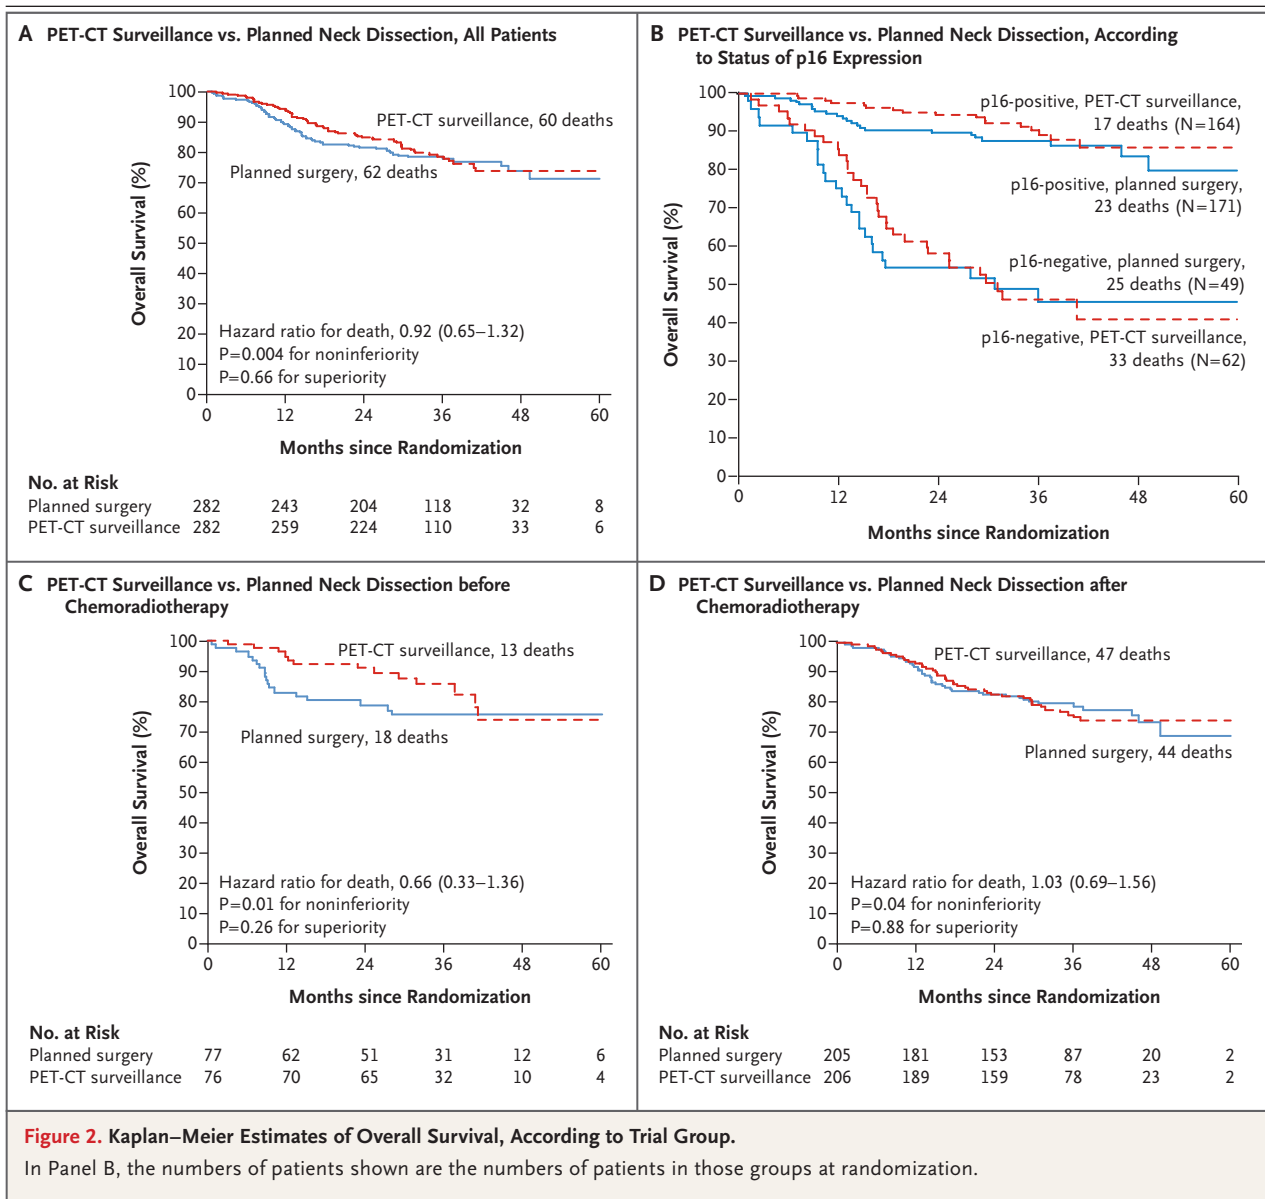 A PET-CT Surveillance vs. Planned Neck Dissection, All Patients
100
90
80
70
60
50
40
30
20
10
0
Overall Survival (%)
PET-CT surveillance, 60 deaths
Planned surgery, 62 deaths
Hazard ratio for death, 0.92 (0.65–1.32)
P=0.004 for noninferiority
P=0.66 for superiority
0 12 24 36 48 60
Months since Randomization
No. at Risk
Planned surgery 282 243 204 118 32 8
PET-CT surveillance 282 259 224 110 33 6
B PET-CT Surveillance vs. Planned Neck Dissection, According
to Status of p16 Expression
100
90
80
70
60
50
40
30
20
10
0
Overall Survival (%)
p16-positive, PET-CT surveillance,
17 deaths (N=164)
p16-positive, planned surgery,
23 deaths (N=171)
p16-negative, planned surgery,
25 deaths (N=49)
p16-negative, PET-CT surveillance,
33 deaths (N=62)
0 12 24 36 48 60
Months since Randomization
C PET-CT Surveillance vs. Planned Neck Dissection before
Chemoradiotherapy
100
90
80
70
60
50
40
30
20
10
0
Overall Survival (%)
PET-CT surveillance, 13 deaths
Planned surgery, 18 deaths
Hazard ratio for death, 0.66 (0.33–1.36)
P=0.01 for noninferiority
P=0.26 for superiority
0 12 24 36 48 60
Months since Randomization
No. at Risk
Planned surgery 77 62 51 31 12 6
PET-CT surveillance 76 70 65 32 10 4
D PET-CT Surveillance vs. Planned Neck Dissection after
Chemoradiotherapy
100
90
80
70
60
50
40
30
20
10
0
Overall Survival (%)
PET-CT surveillance, 47 deaths
Planned surgery, 44 deaths
Hazard ratio for death, 1.03 (0.69–1.56)
P=0.04 for noninferiority
P=0.88 for superiority
0 12 24 36 48 60
Months since Randomization
No. at Risk
Planned surgery 205 181 153 87 20 2
PET-CT surveillance 206 189 159 78 23 2
Figure 2. Kaplan–Meier Estimates of Overall Survival, According to Trial Group.
In Panel B, the numbers of patients shown are the numbers of patients in those groups at randomization.